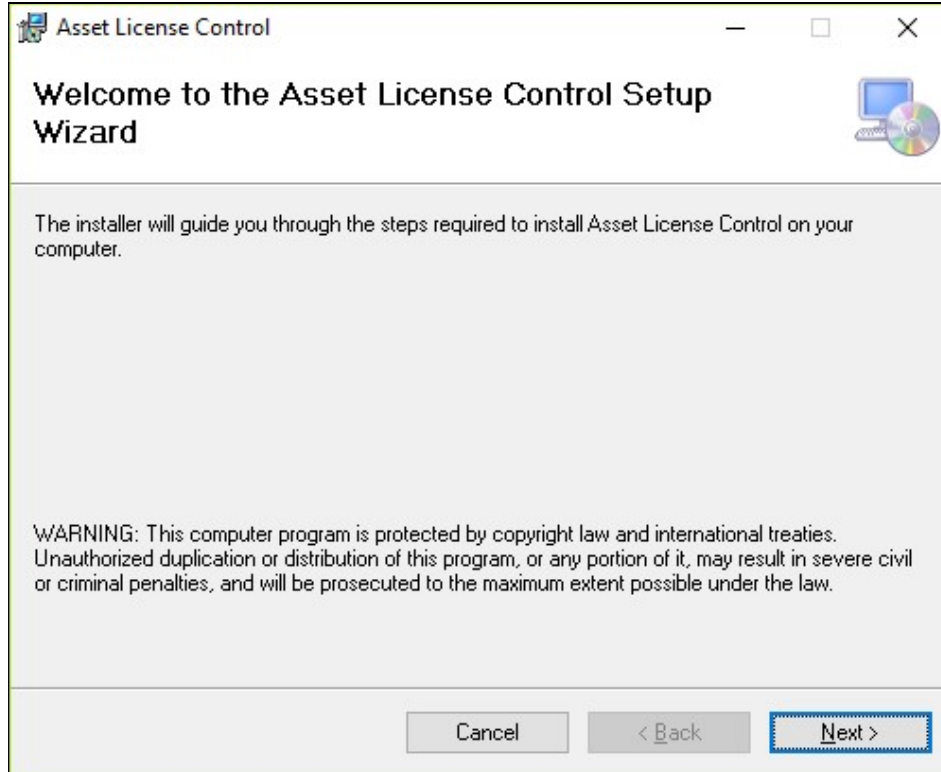 Asset License Control
Welcome to the Asset License Control Setup
Wizard
The installer will guide you through the steps required to install Asset License Control on your
computer.
WARNING: This computer program is protected by copyright law and international treaties.
Unauthorized duplication or distribution of this program, or any portion of it, may result in severe civil
or criminal penalties, and will be prosecuted to the maximum extent possible under the law.
Cancel
< Back
Next >